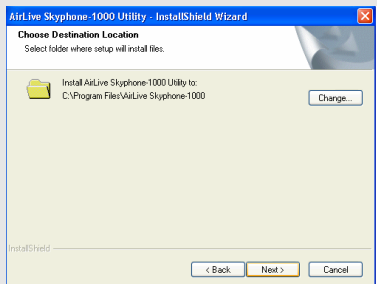 AirLive Skyphone-1000 Utility - InstallShield Wizard
Choose Destination Location
Select folder where setup will install files.
Install AirLive Skyphone-1000 Utility to:
C:\Program Files\AirLive Skyphone-1000
Change...
InstallShield
< Back
Next >
Cancel